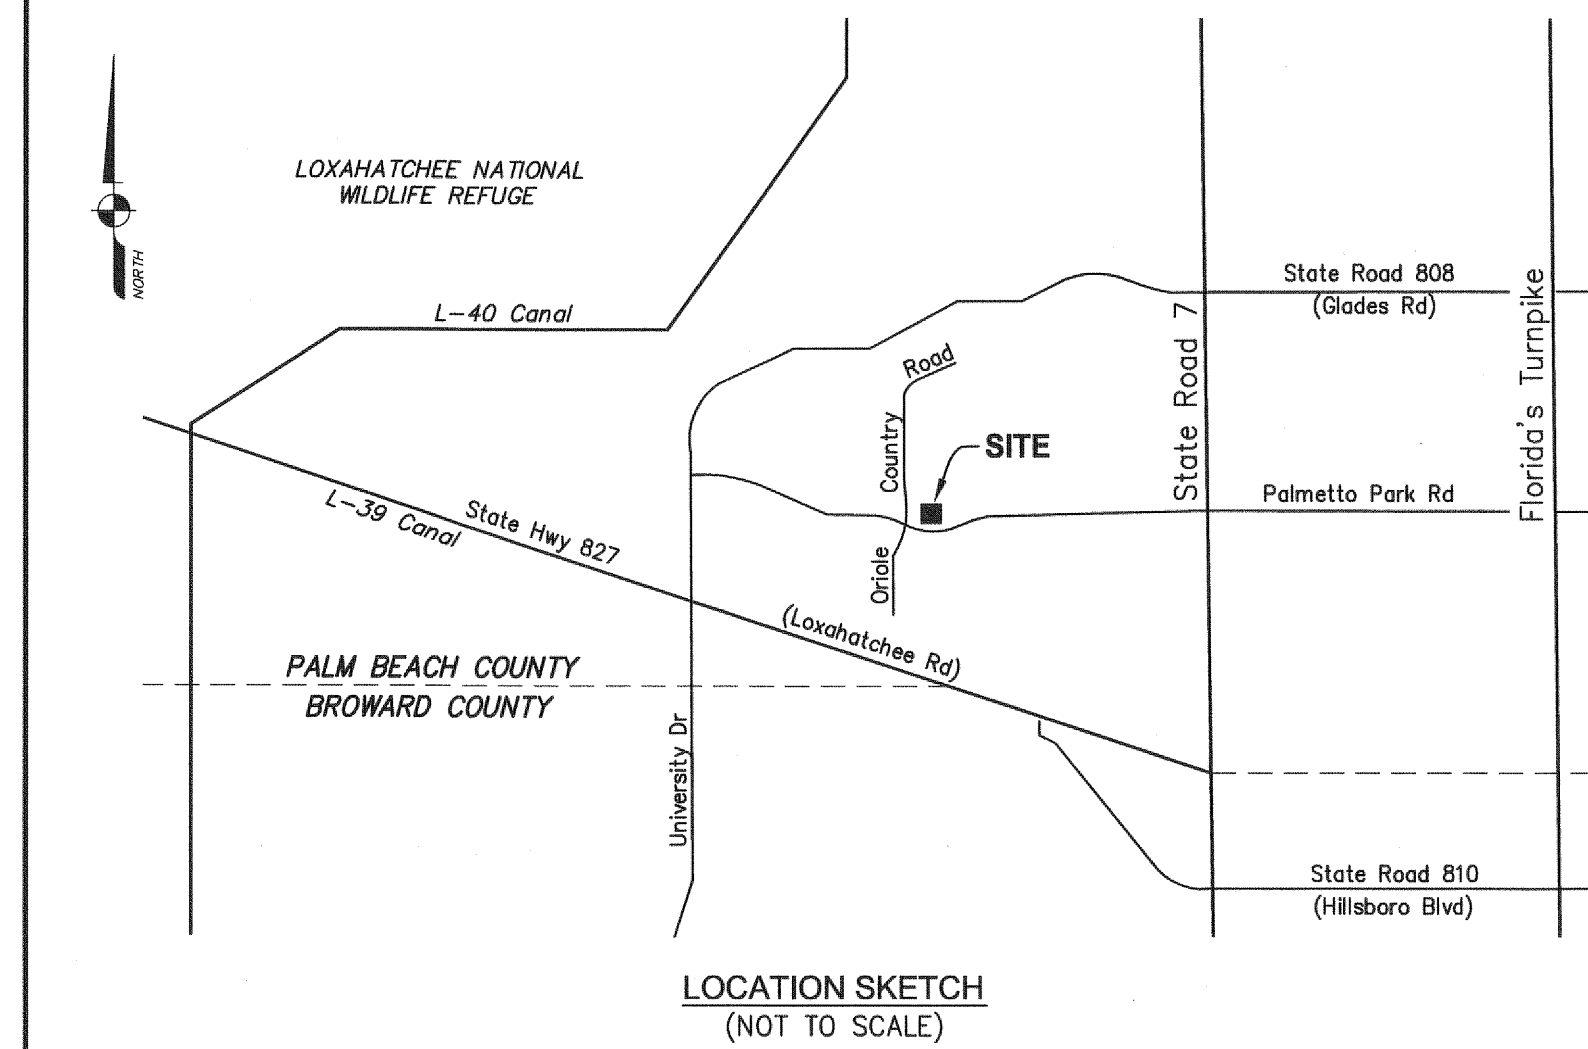 LOXAHATCHEE NATIONAL
WILDLIFE REFUGE
NORTH
L-40 Canal
State Road 808
(Glades Rd)
Florida's Turnpike
State Road 7
Road
Country
SITE
Palmetto Park Rd
L-39 Canal
State Hwy 827
Oriole
(Loxahatchee Rd)
PALM BEACH COUNTY
BROWARD COUNTY
University Dr
State Road 810
(Hillsboro Blvd)
LOCATION SKETCH
(NOT TO SCALE)